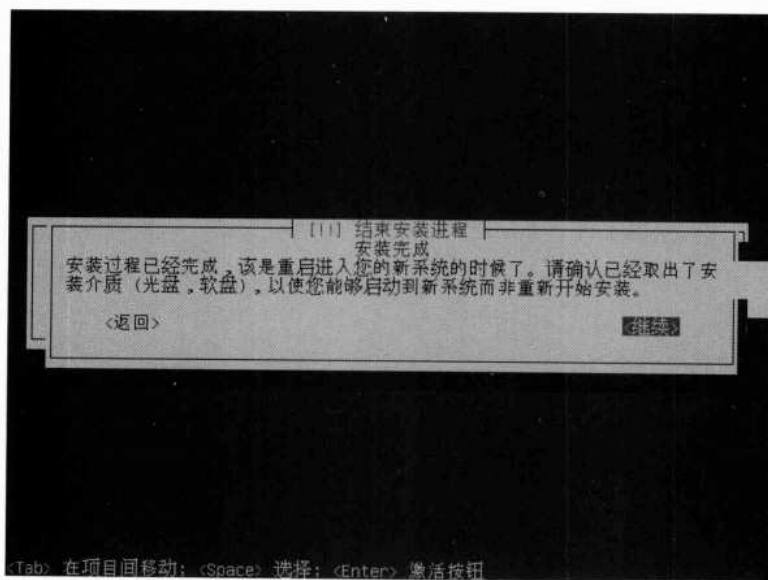 [!!] 结束安装进程
安装完成
安装过程已经完成，该是重启进入您的新系统的时候了。请确认已经取出了安
装介质（光盘，软盘），以使您能够启动到新系统而非重新开始安装。
<返回> <继续>
<Tab> 在项目间移动; <Space> 选择; <Enter> 激活按钮